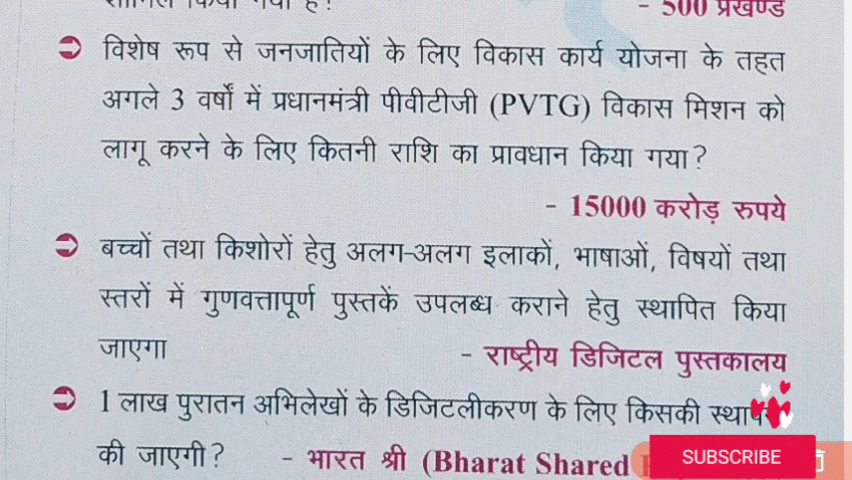 - 500 प्रखण्ड
विशेष रूप से जनजातियों के लिए विकास कार्य योजना के तहत
अगले 3 वर्षों में प्रधानमंत्री पीवीटीजी (PVTG) विकास मिशन को
लागू करने के लिए कितनी राशि का प्रावधान किया गया?
- 15000 करोड़ रुपये
बच्चों तथा किशोरों हेतु अलग-अलग इलाकों, भाषाओं, विषयों तथा
स्तरों में गुणवत्तापूर्ण पुस्तकें उपलब्ध कराने हेतु स्थापित किया
जाएगा - राष्ट्रीय डिजिटल पुस्तकालय
1 लाख पुरातन अभिलेखों के डिजिटलीकरण के लिए किसकी
की जाएगी? - भारत श्री (Bharat Shared
SUBSCRIBE